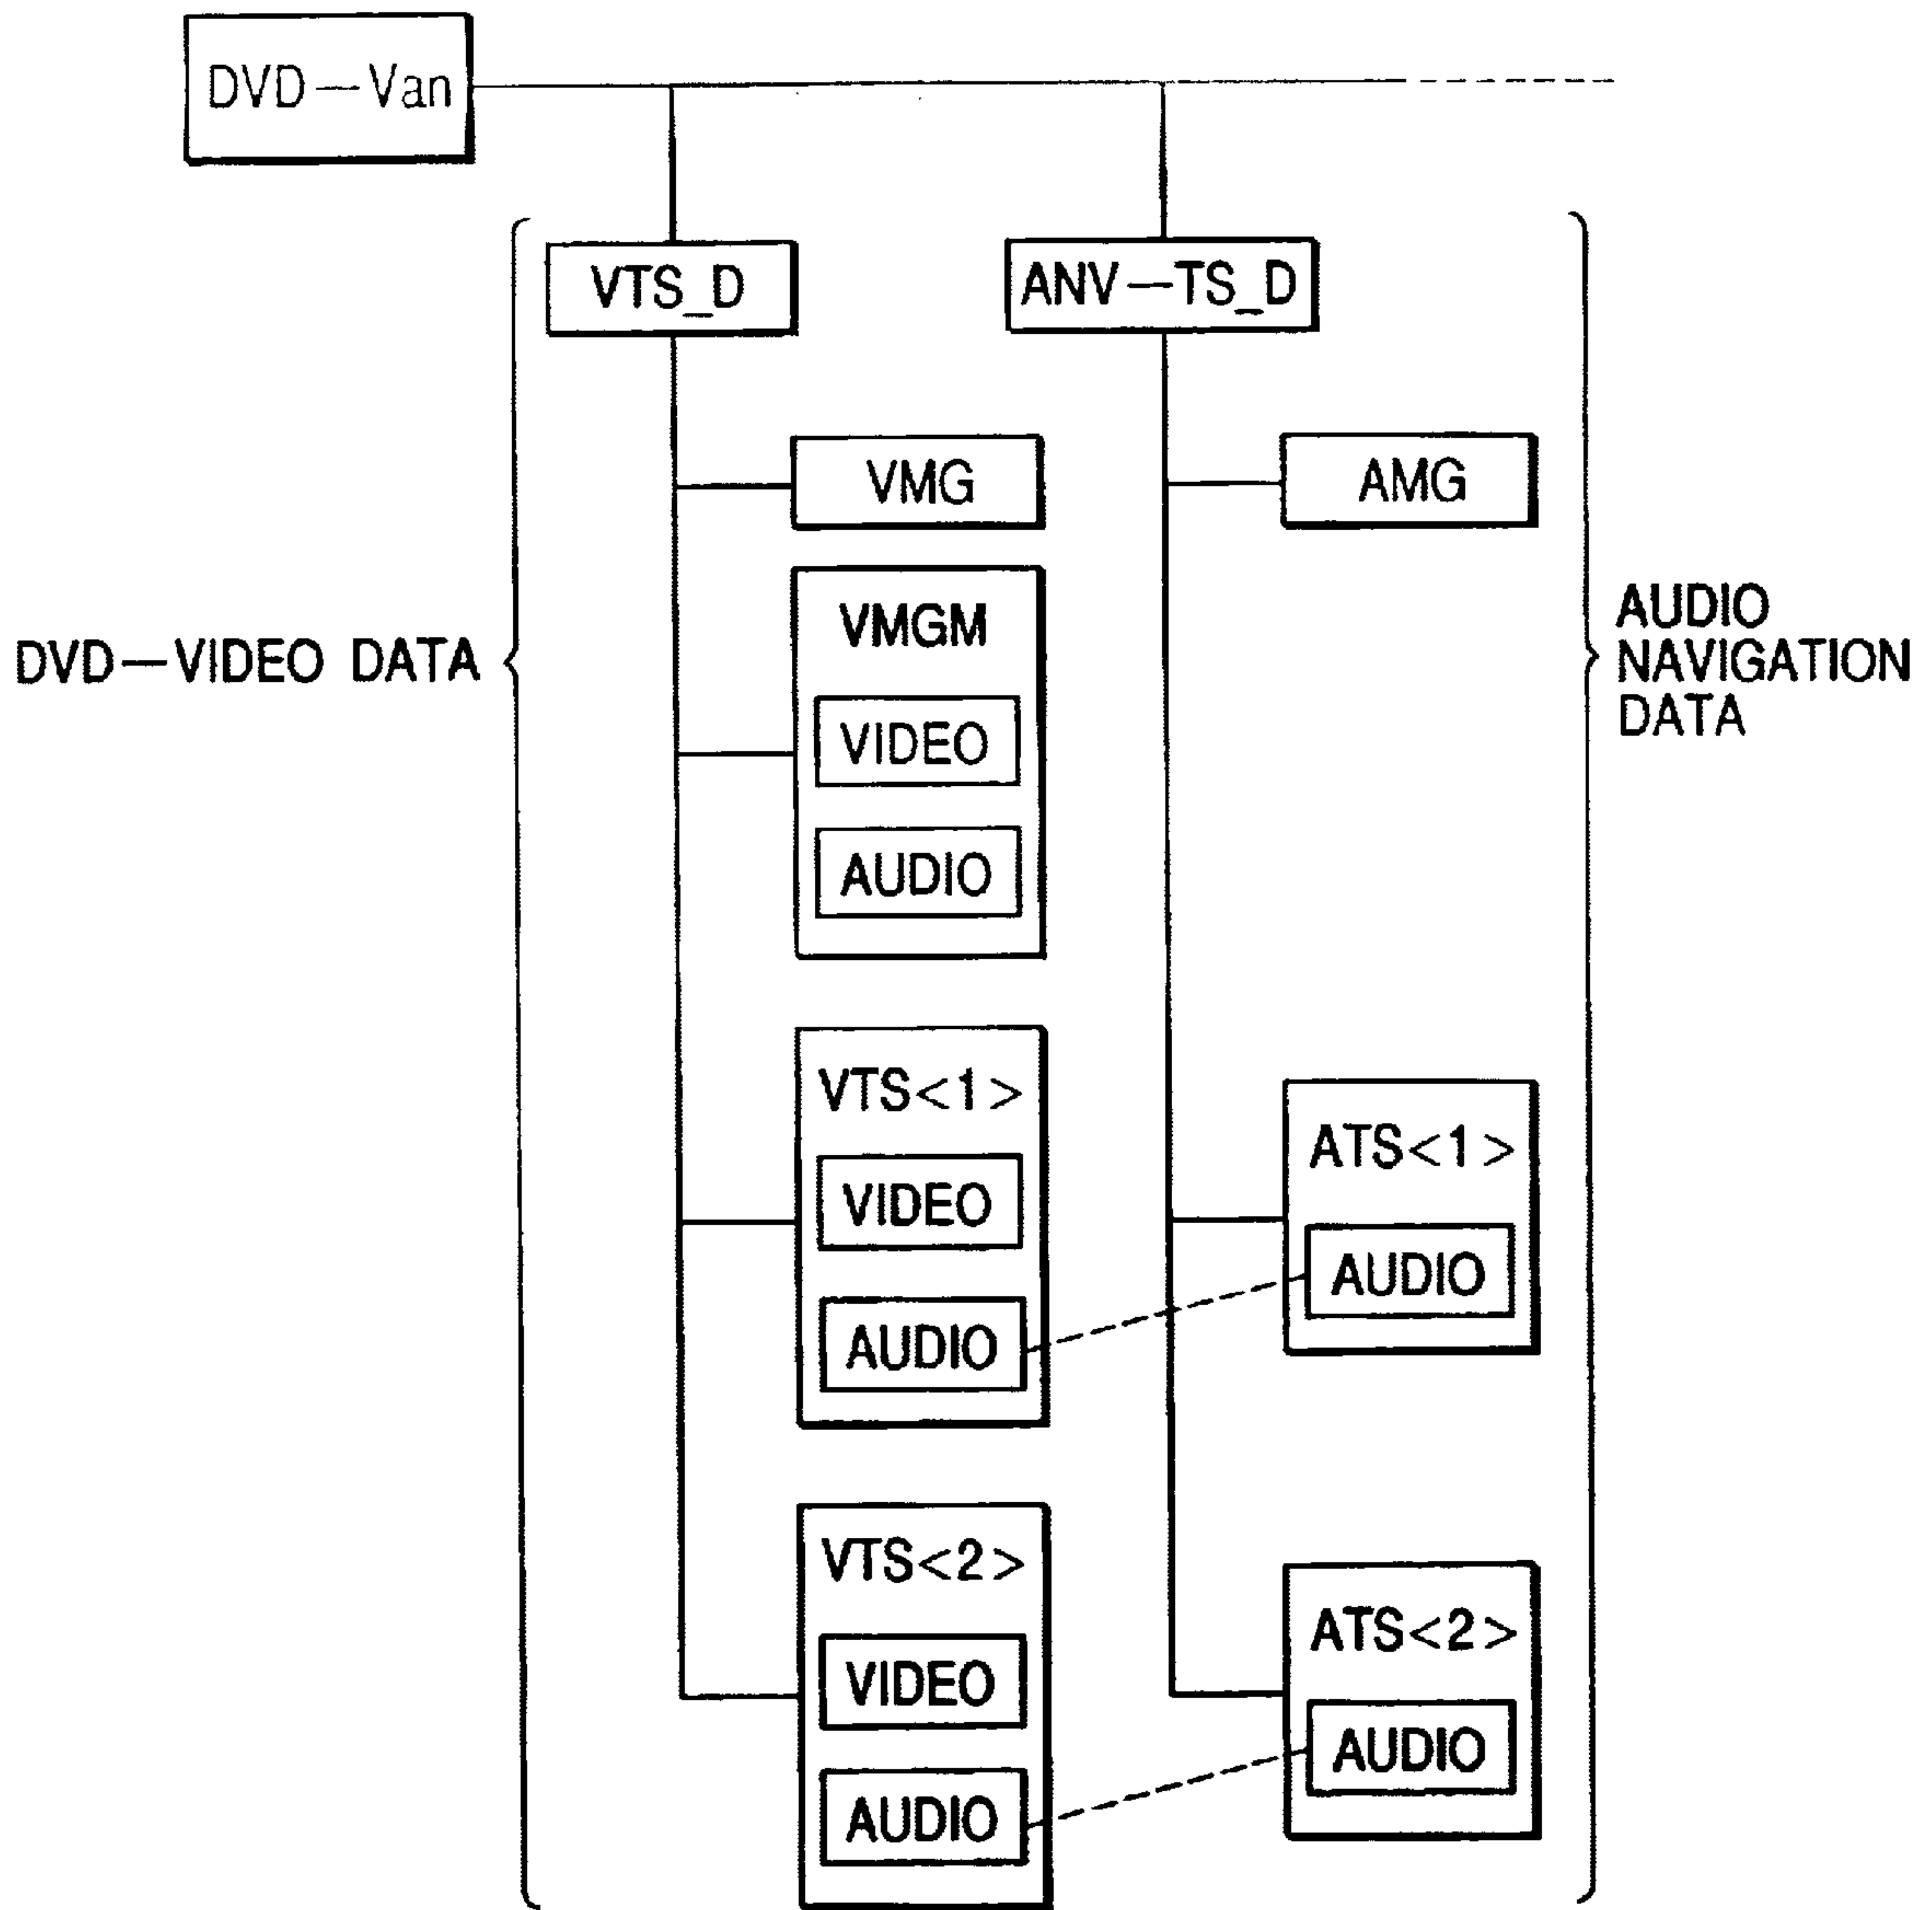 DVD—Van
VTS_D
ANV—TS_D
VMG
AMG
VMGM
VIDEO
AUDIO
DVD—VIDEO DATA
AUDIO
NAVIGATION
DATA
VTS<1>
VIDEO
AUDIO
ATS<1>
AUDIO
VTS<2>
VIDEO
AUDIO
ATS<2>
AUDIO